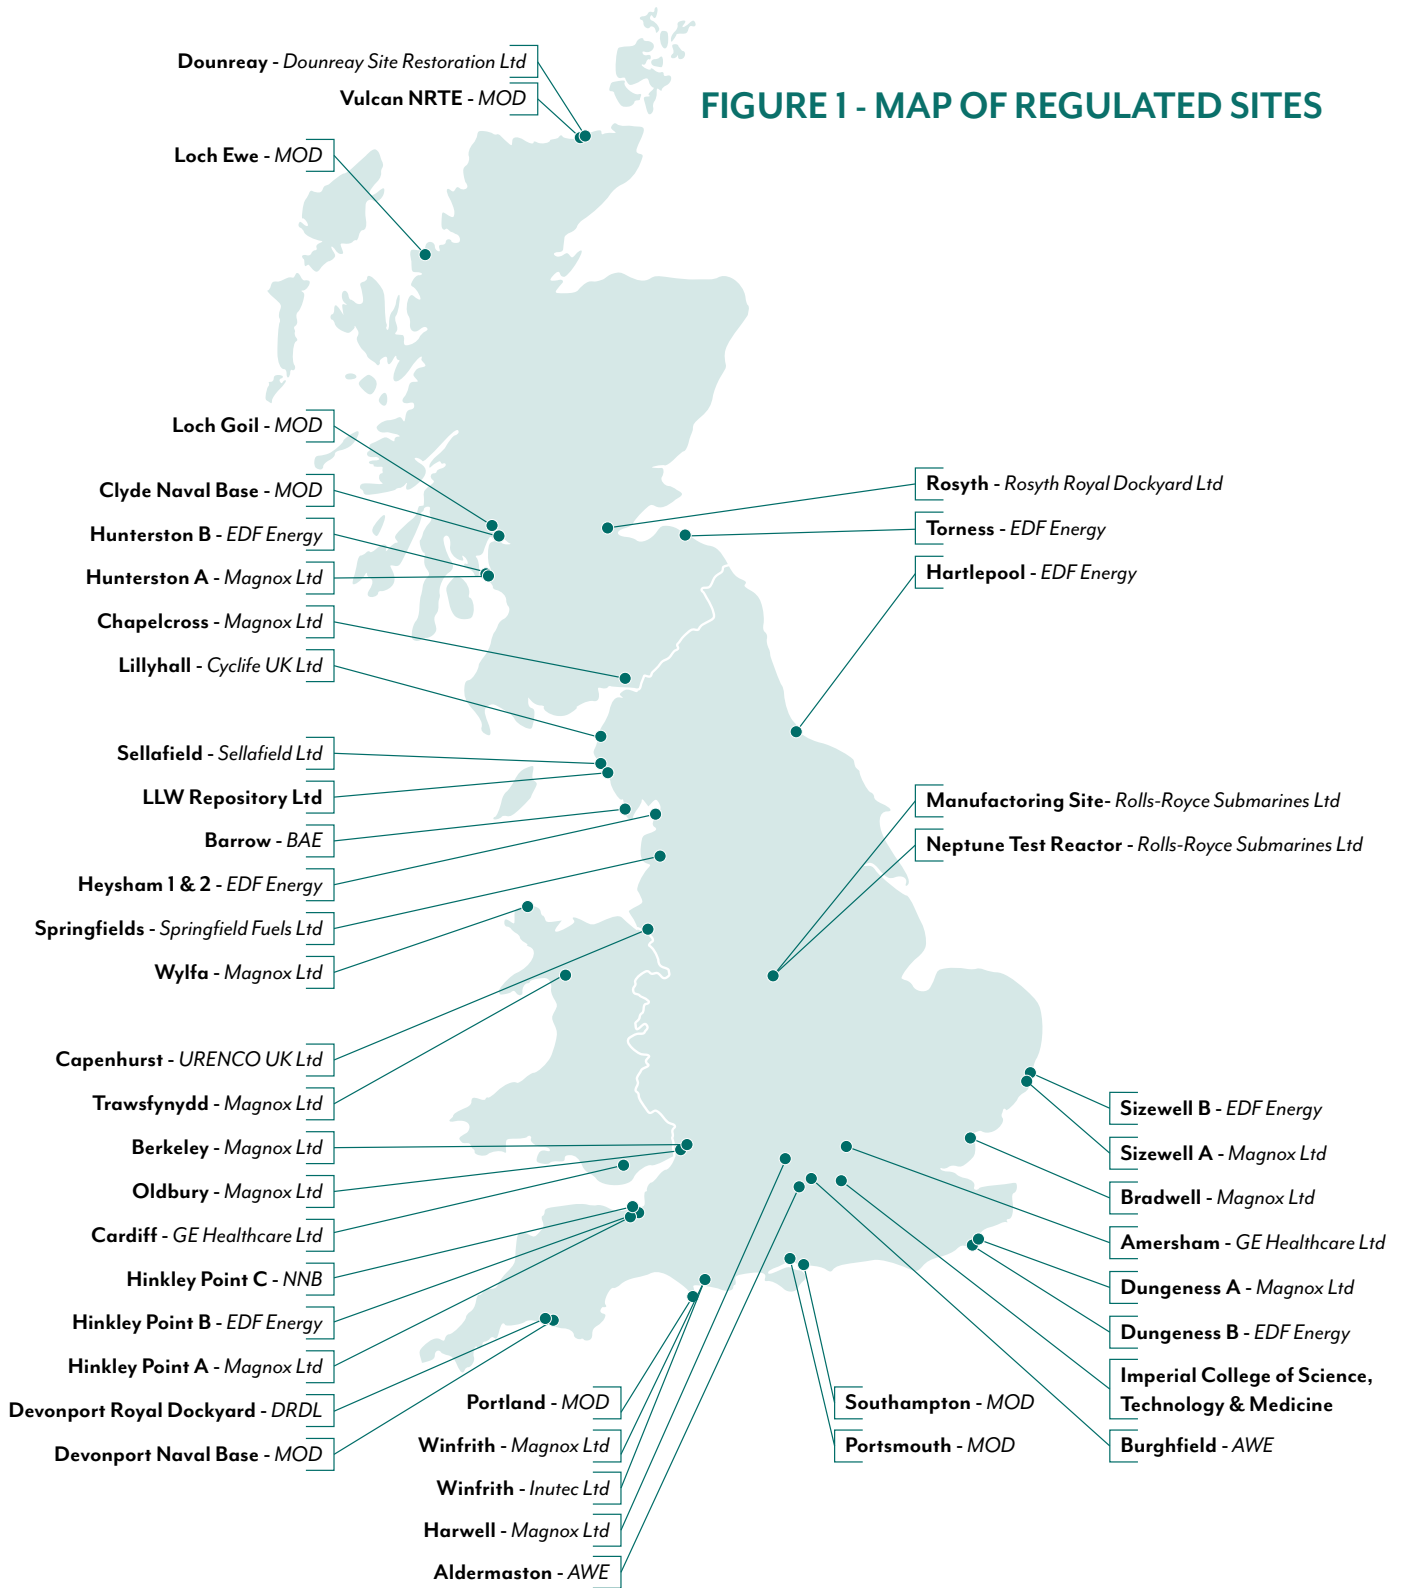 Dounreay - Dounreay Site Restoration Ltd
Vulcan NRTE - MOD
FIGURE 1 - MAP OF REGULATED SITES
Loch Ewe - MOD
Loch Goil - MOD
Clyde Naval Base - MOD
Hunterston B - EDF Energy
Hunterston A - Magnox Ltd
Chapelcross - Magnox Ltd
Lillyhall - Cyclife UK Ltd
Sellafield - Sellafield Ltd
LLW Repository Ltd
Barrow - BAE
Heysham 1 & 2 - EDF Energy
Springfields - Springfield Fuels Ltd
Wylfa - Magnox Ltd
Capenhurst - URENCO UK Ltd
Trawsfynydd - Magnox Ltd
Berkeley - Magnox Ltd
Oldbury - Magnox Ltd
Cardiff - GE Healthcare Ltd
Hinkley Point C - NNB
Hinkley Point B - EDF Energy
Hinkley Point A - Magnox Ltd
Devonport Royal Dockyard - DRDL
Devonport Naval Base - MOD
Portland - MOD
Winfrith - Magnox Ltd
Winfrith - Inutec Ltd
Harwell - Magnox Ltd
Aldermaston - AWE
Rosyth - Rosyth Royal Dockyard Ltd
Torness - EDF Energy
Hartlepool - EDF Energy
Manufactoring Site- Rolls-Royce Submarines Ltd
Neptune Test Reactor - Rolls-Royce Submarines Ltd
Sizewell B - EDF Energy
Sizewell A - Magnox Ltd
Bradwell - Magnox Ltd
Amersham - GE Healthcare Ltd
Dungeness A - Magnox Ltd
Dungeness B - EDF Energy
Imperial College of Science,
Technology & Medicine
Burghfield - AWE
Southampton - MOD
Portsmouth - MOD